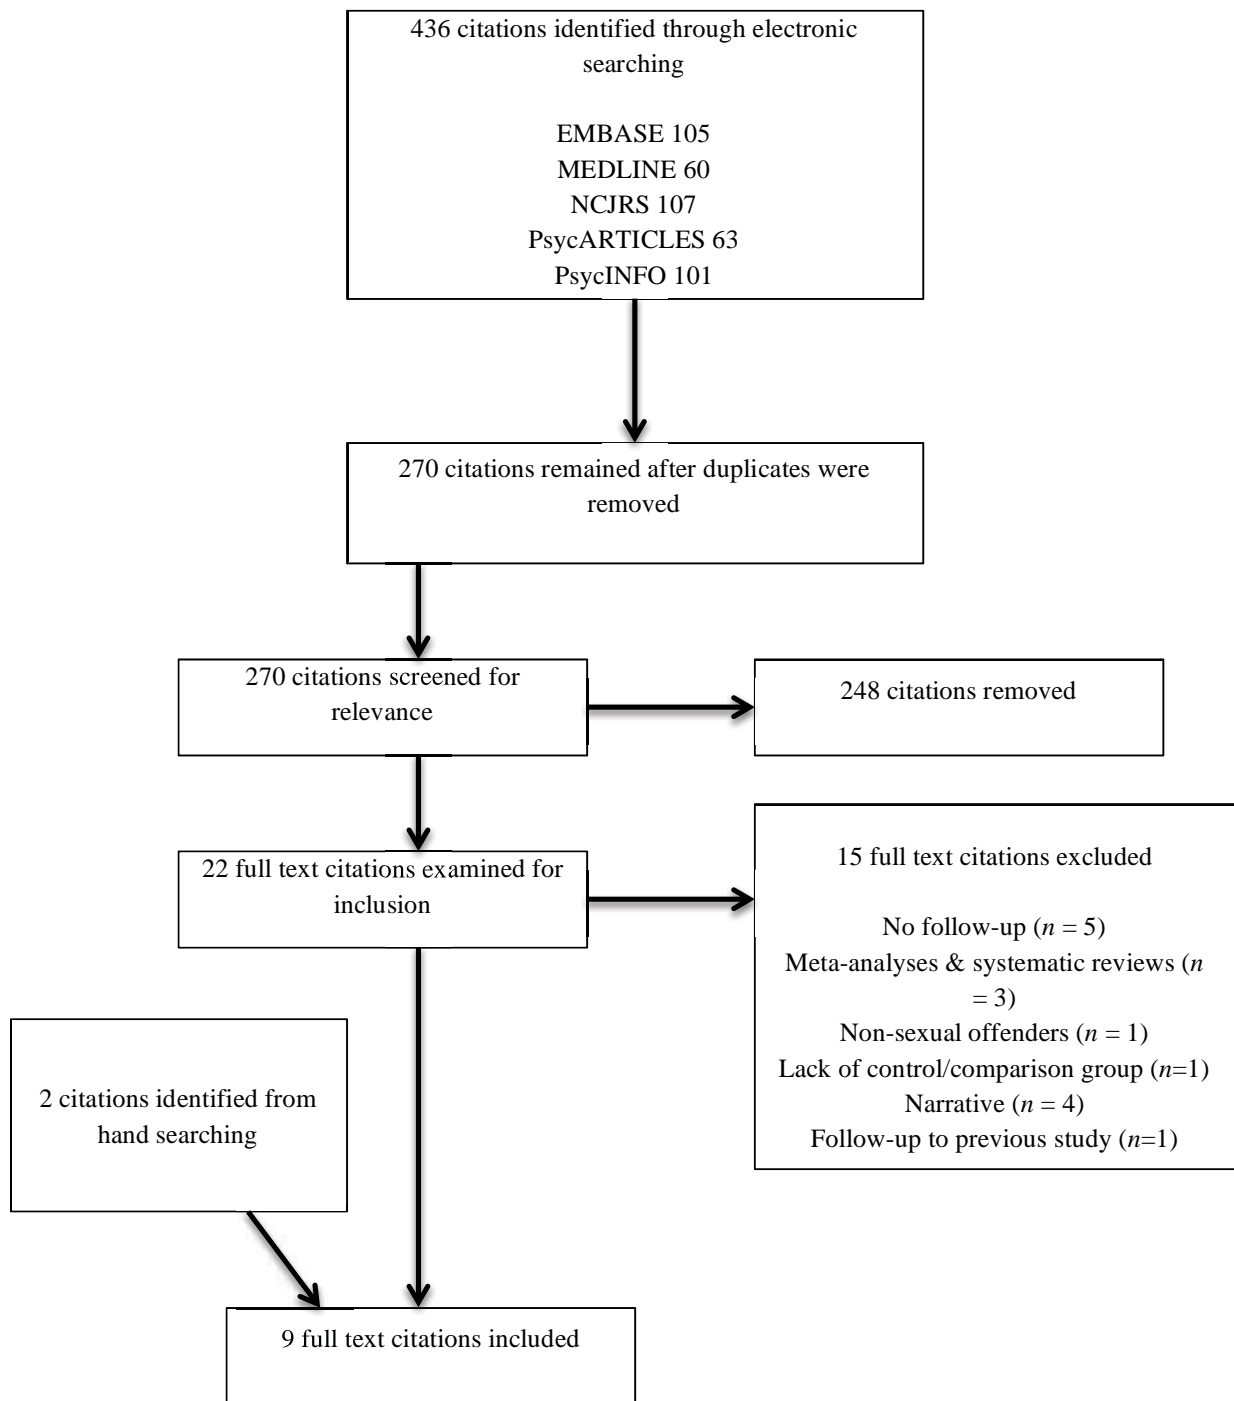 436 citations identified through electronic
searching
EMBASE 105
MEDLINE 60
NCJRS 107
PsycARTICLES 63
PsycINFO 101
270 citations remained after duplicates were
removed
270 citations screened for
relevance
248 citations removed
22 full text citations examined for
inclusion
15 full text citations excluded
No follow-up (n = 5)
Meta-analyses & systematic reviews (n
= 3)
Non-sexual offenders (n = 1)
Lack of control/comparison group (n=1)
Narrative (n = 4)
Follow-up to previous study (n=1)
2 citations identified from
hand searching
9 full text citations included